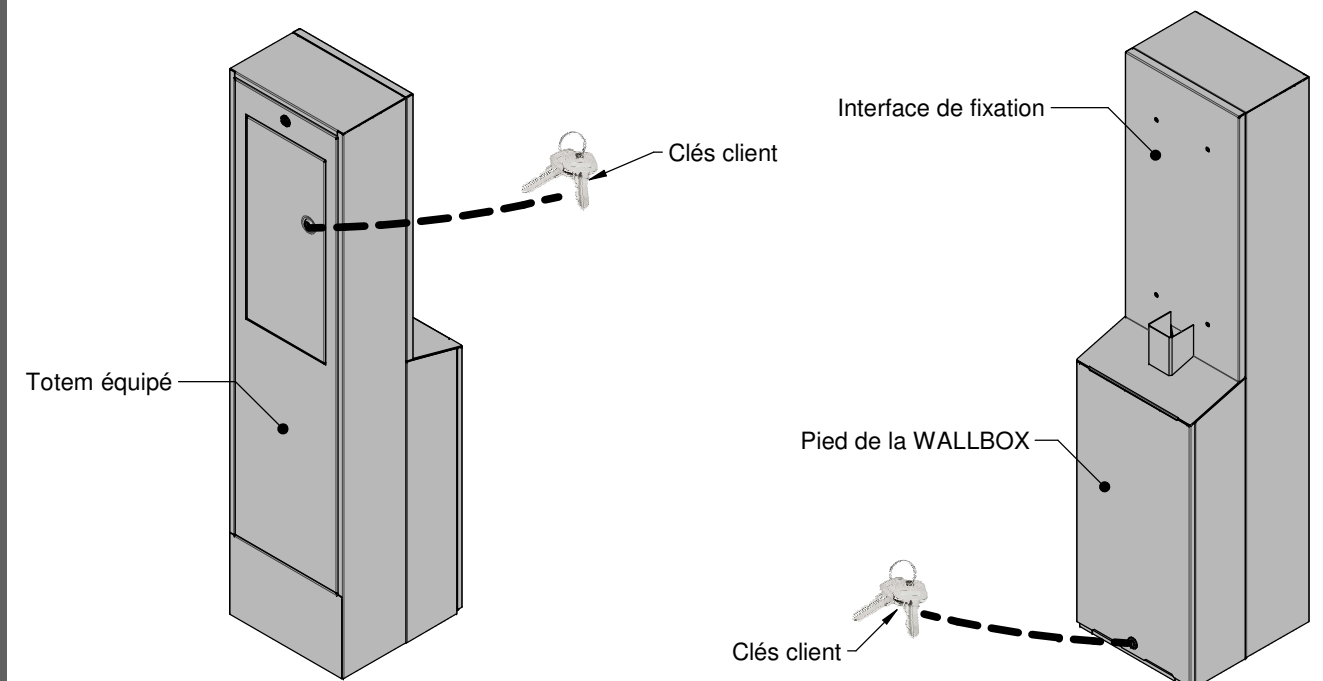 Interface de fixation
Clés client
Totem équipé
Pied de la WALLBOX
Clés client